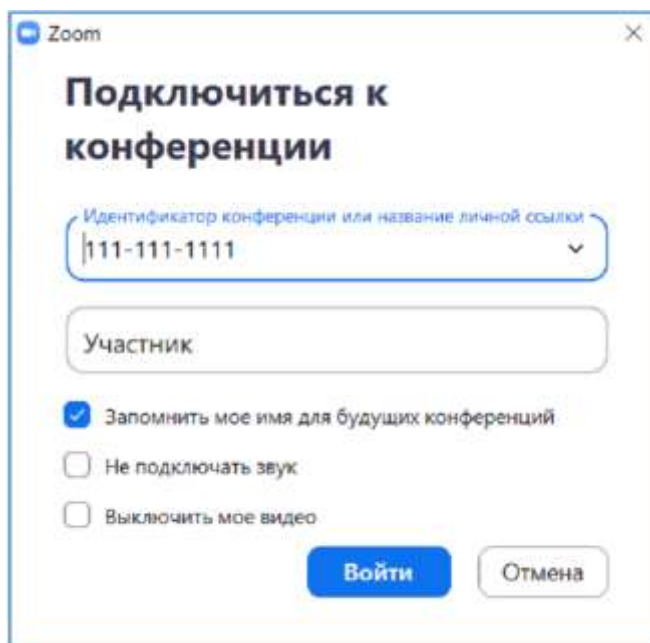 Zoom
Подключиться к
конференции
Идентификатор конференции или название личной ссылки
111-111-1111
Участник
Запомнить мое имя для будущих конференций
Не подключать звук
Выключить мое видео
Войти Отмена